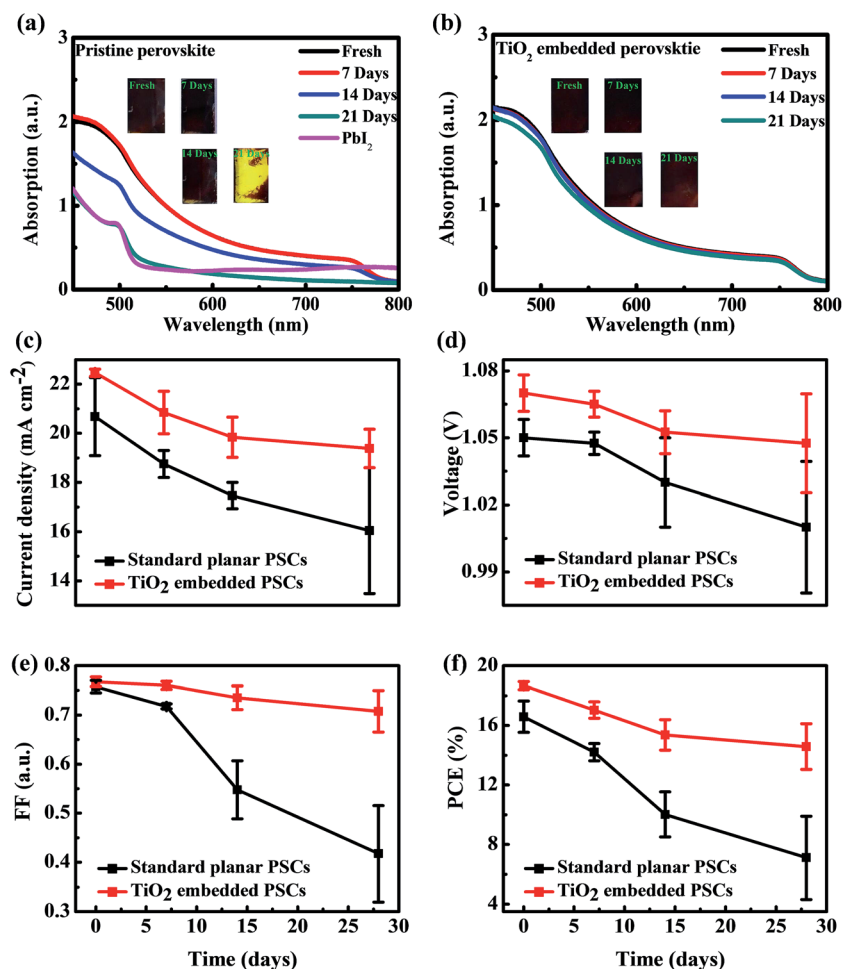 (a)
3
2
1
0
Absorption (a.u.)
Pristine perovskite
Fresh
7 Days
14 Days
21 Days
PbI2
Fresh
7 Days
14 Days
21 Days
500
600
700
800
Wavelength (nm)
(b)
3
2
1
0
Absorption (a.u.)
TiO2 embedded perovsktie
Fresh
7 Days
14 Days
21 Days
Fresh
7 Days
14 Days
21 Days
500
600
700
800
Wavelength (nm)
(c)
22
20
18
16
14
Current density (mA cm−2)
Standard planar PSCs
TiO2 embedded PSCs
(d)
1.08
1.05
1.02
0.99
Voltage (V)
Standard planar PSCs
TiO2 embedded PSCs
(e)
0.8
0.7
0.6
0.5
0.4
0.3
FF (a.u.)
Standard planar PSCs
TiO2 embedded PSCs
0
5
10
15
20
25
30
Time (days)
(f)
20
16
12
8
4
PCE (%)
Standard planar PSCs
TiO2 embedded PSCs
0
5
10
15
20
25
30
Time (days)